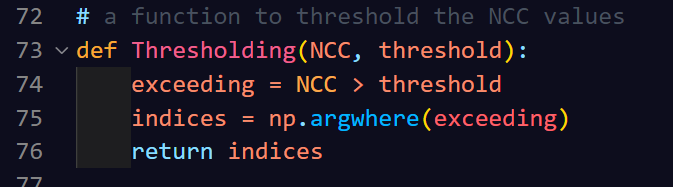 72 # a function to threshold the NCC values
73 def Thresholding(NCC, threshold):
74 exceeding = NCC > threshold
75 indices = np.argwhere(exceeding)
76 return indices
77